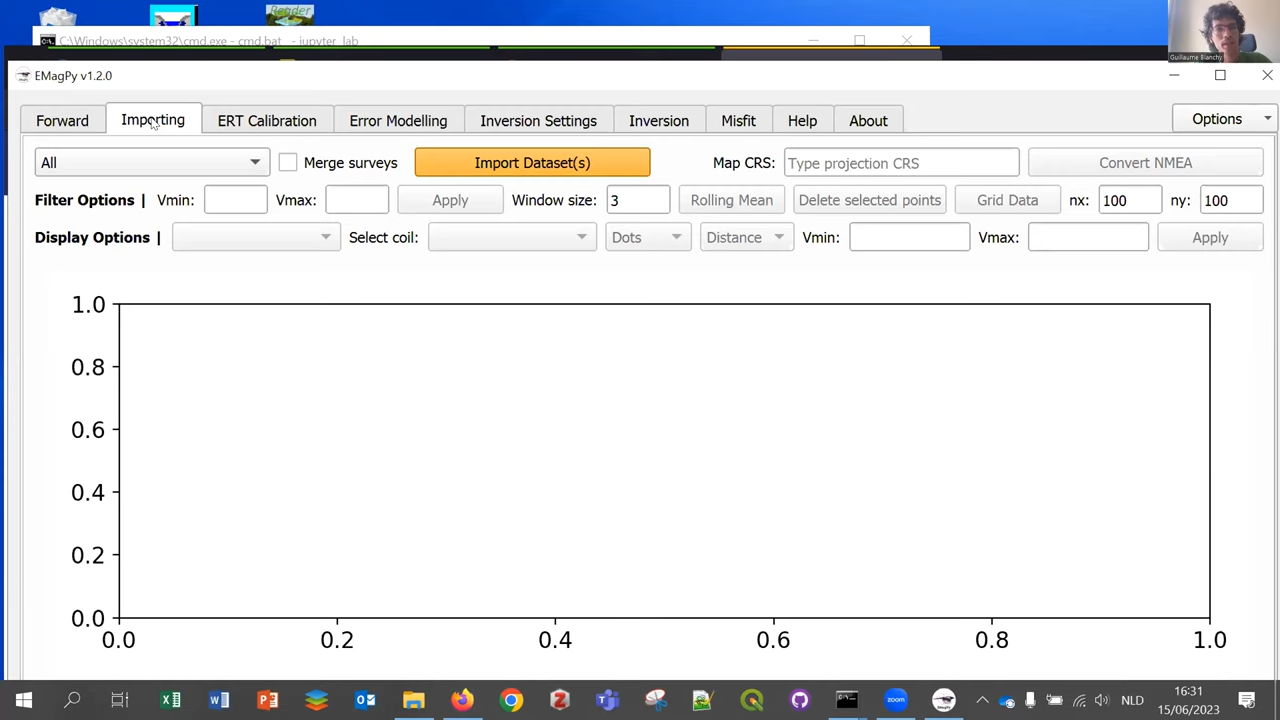 Reader
C:\Windows\system32\cmd.exe - cmd.bat - jupyter lab
Guillaume Blanchy
EMagPy v1.2.0
Forward Importing ERT Calibration Error Modelling Inversion Settings Inversion Misfit Help About Options
All Merge surveys Import Dataset(s) Map CRS: Type projection CRS Convert NMEA
Filter Options | Vmin: Vmax: Apply Window size: 3 Rolling Mean Delete selected points Grid Data nx: 100 ny: 100
Display Options | Select coil: Dots Distance Vmin: Vmax: Apply
1.0
0.8
0.6
0.4
0.2
0.0
0.0 0.2 0.4 0.6 0.8 1.0
NLD
16:31
15/06/2023